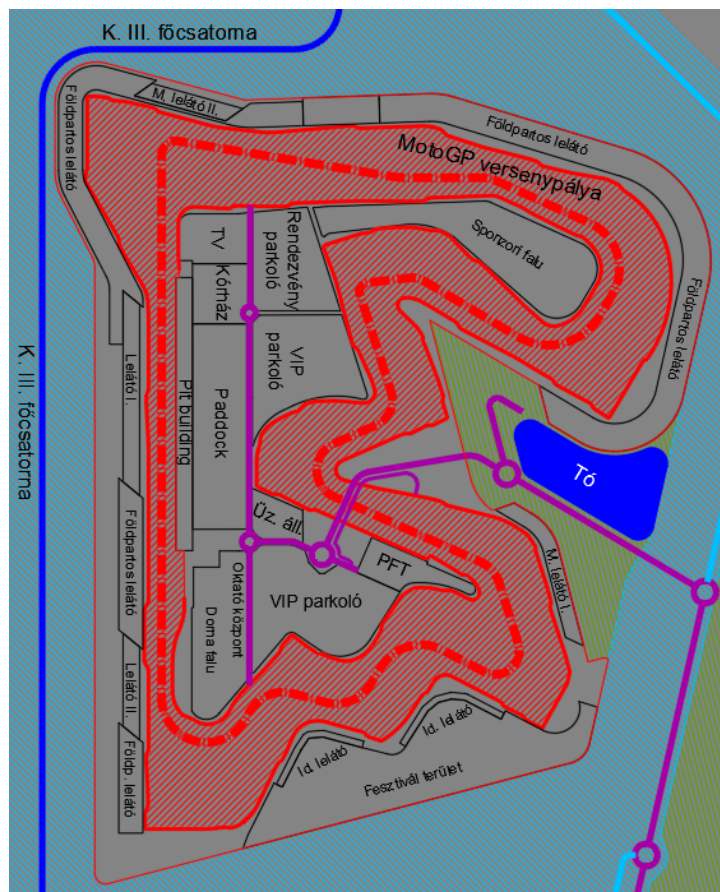 K. III. főcsatorna
M. lelátó II.
Földpartos lelátó
Földpartos lelátó
MotoGP versenypálya
TV
Rendezvény
parkoló
Sponzori falu
Kórház
Földpartos lelátó
VIP
parkoló
Lelátó I.
K. III. főcsatorna
Pit building
Paddock
Tó
Üz. áll.
Földpartos lelátó
PFT
M. lelátó I.
Oktató központ
Dorna falu
VIP parkoló
Lelátó II.
Id. lelátó
Id. lelátó
Földp. lelátó
Fesztivál terület